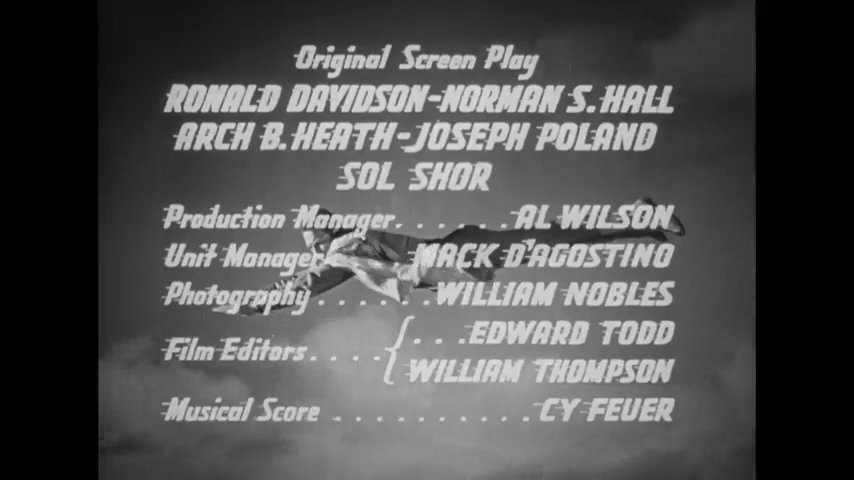 Original Screen Play
RONALD DAVIDSON-NORMAN S. HALL
ARCH B. HEATH-JOSEPH POLAND
SOL SHOR
Production Manager. . . . . . AL WILSON
Unit Manager MACK D'AGOSTINO
Photography . . . . . . . WILLIAM NOBLES
Film Editors. . . . { . . . EDWARD TODD
WILLIAM THOMPSON
Musical Score . . . . . . . . . . CY FEUER